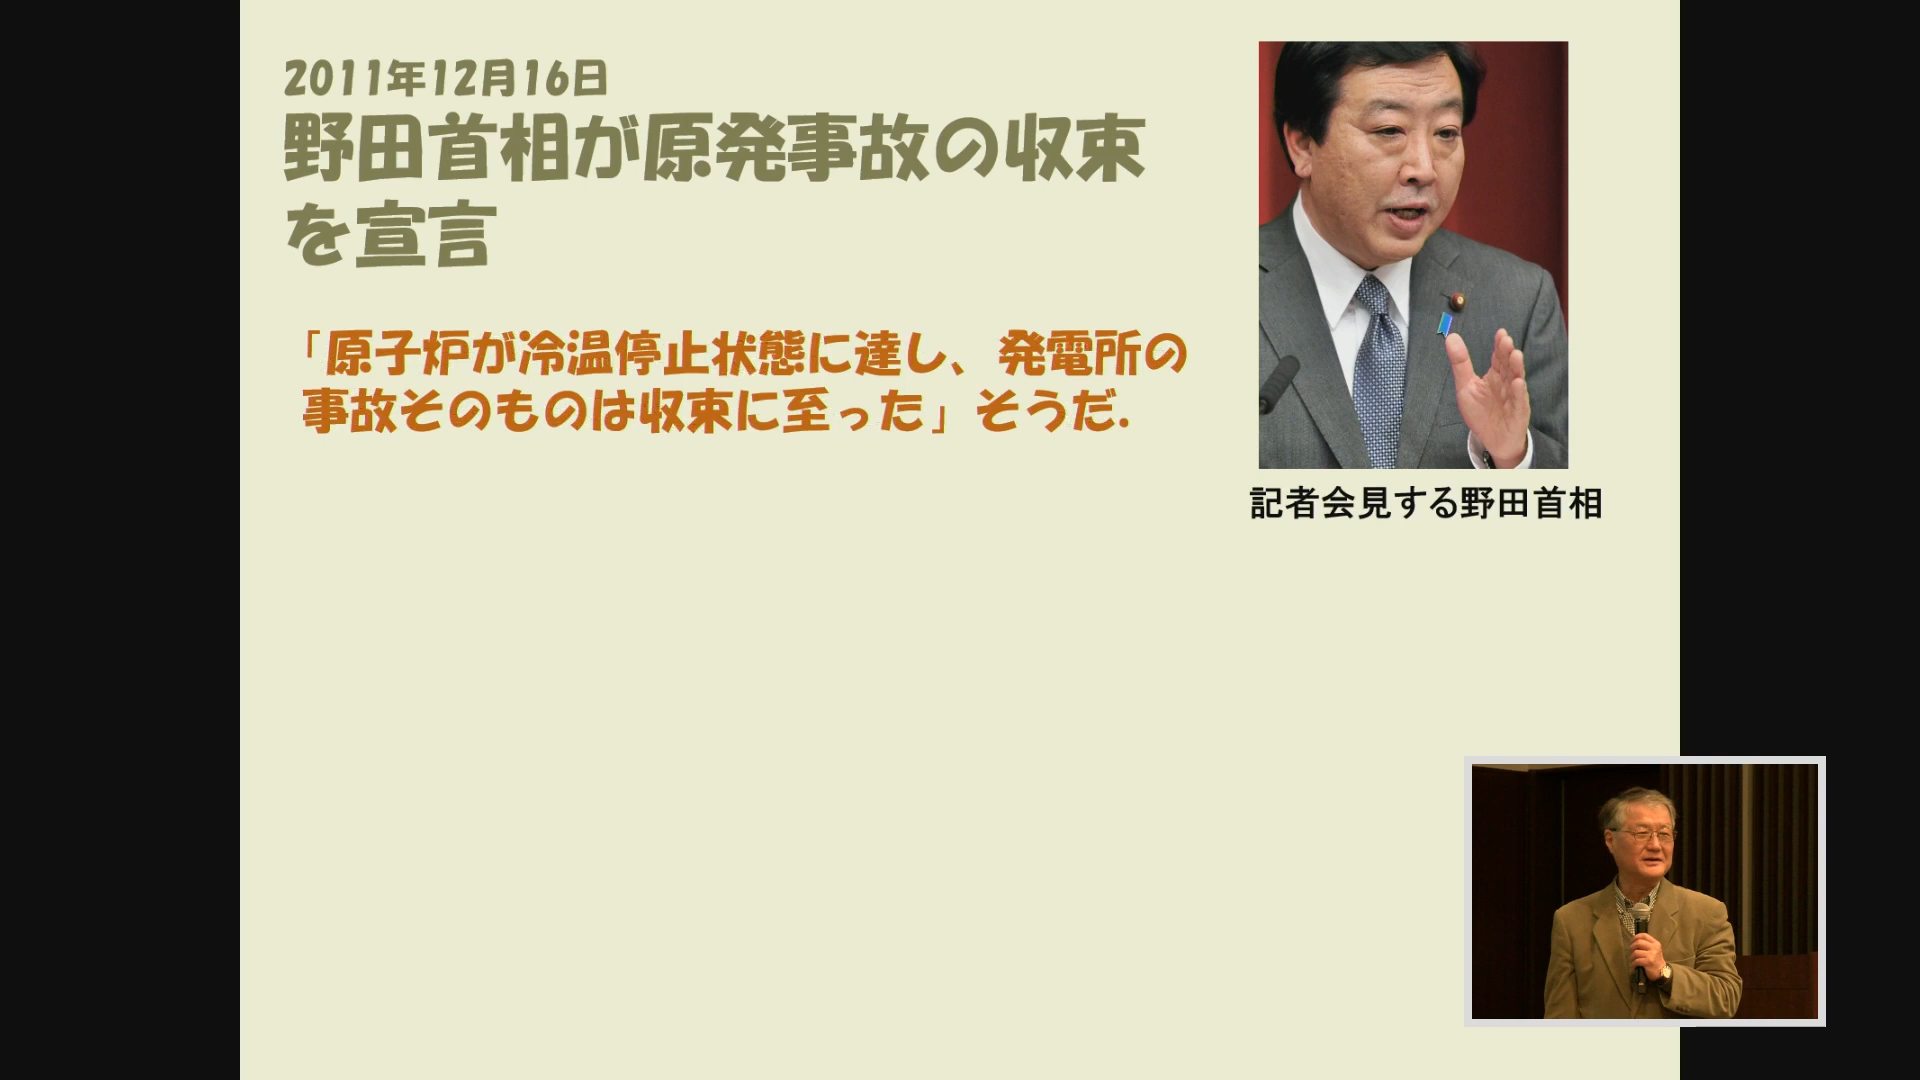 2011年12月16日
野田首相が原発事故の収束
を宣言
「原子炉が冷温停止状態に達し、発電所の
事故そのものは収束に至った」そうだ.
記者会見する野田首相